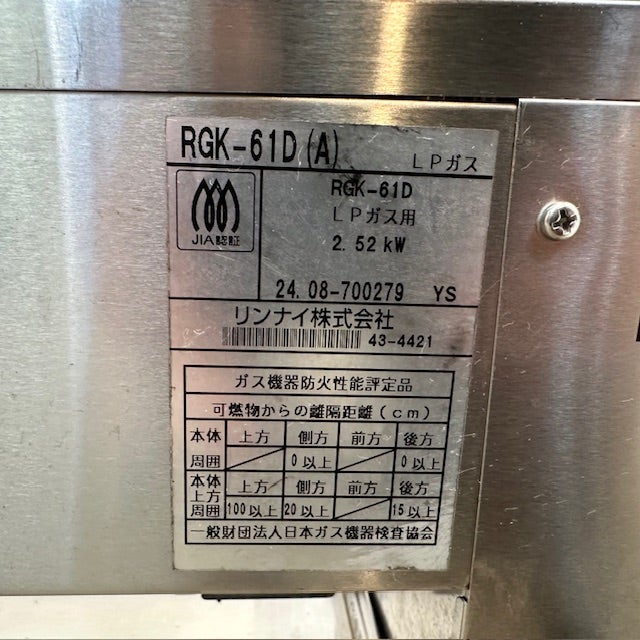 RGK-61D(A) LPガス
JIA認証
RGK-61D
LPガス用
2.52kW
24.08-700279 YS
リンナイ株式会社
43-4421
ガス機器防火性能評定品
可燃物からの離隔距離(cm)
本体周囲 上方 側方 前方 後方
0以上 0以上
本体上方周囲 上方 側方 前方 後方
100以上 20以上 15以上
一般財団法人日本ガス機器検査協会